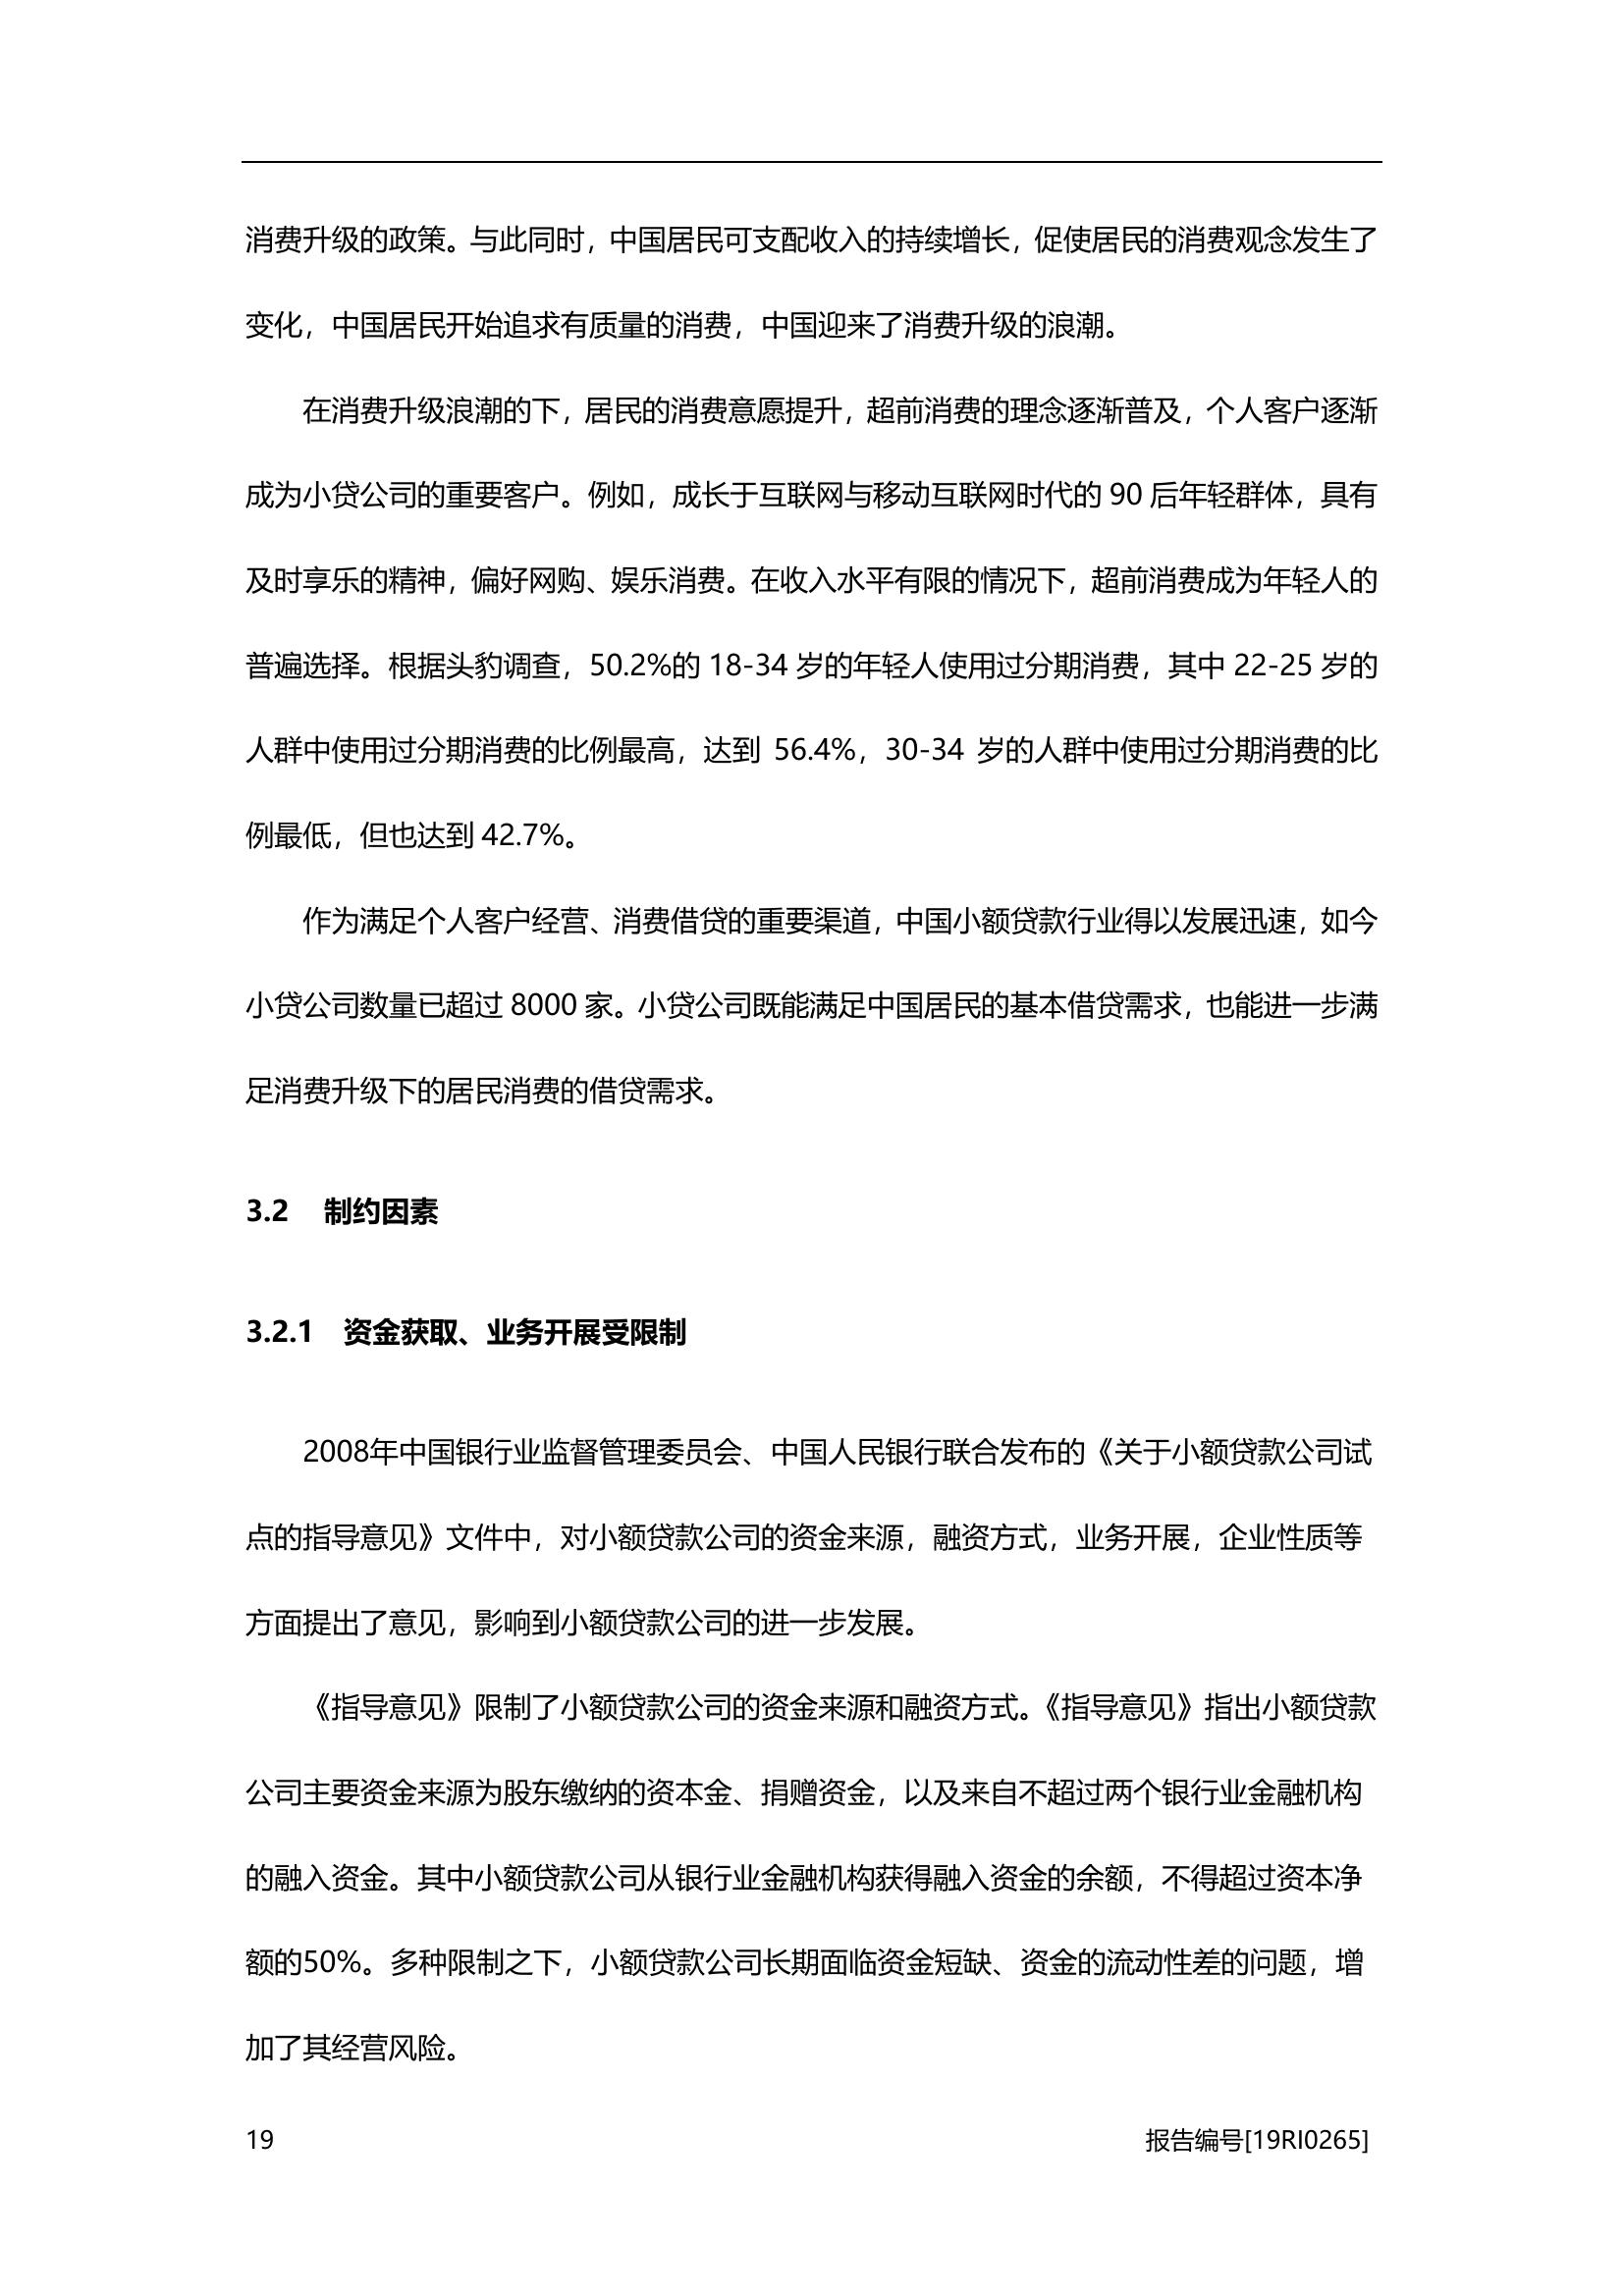 消费升级的政策。与此同时，中国居民可支配收入的持续增长，促使居民的消费观念发生了
变化，中国居民开始追求有质量的消费，中国迎来了消费升级的浪潮。
在消费升级浪潮的下，居民的消费意愿提升，超前消费的理念逐渐普及，个人客户逐渐
成为小贷公司的重要客户。例如，成长于互联网与移动互联网时代的 90 后年轻群体，具有
及时享乐的精神，偏好网购、娱乐消费。在收入水平有限的情况下，超前消费成为年轻人的
普遍选择。根据头豹调查，50.2%的 18-34 岁的年轻人使用过分期消费，其中 22-25 岁的
人群中使用过分期消费的比例最高，达到 56.4%，30-34 岁的人群中使用过分期消费的比
例最低，但也达到 42.7%。
作为满足个人客户经营、消费借贷的重要渠道，中国小额贷款行业得以发展迅速，如今
小贷公司数量已超过 8000 家。小贷公司既能满足中国居民的基本借贷需求，也能进一步满
足消费升级下的居民消费的借贷需求。
3.2 制约因素
3.2.1 资金获取、业务开展受限制
2008年中国银行业监督管理委员会、中国人民银行联合发布的《关于小额贷款公司试
点的指导意见》文件中，对小额贷款公司的资金来源，融资方式，业务开展，企业性质等
方面提出了意见，影响到小额贷款公司的进一步发展。
《指导意见》限制了小额贷款公司的资金来源和融资方式。《指导意见》指出小额贷款
公司主要资金来源为股东缴纳的资本金、捐赠资金，以及来自不超过两个银行业金融机构
的融入资金。其中小额贷款公司从银行业金融机构获得融入资金的余额，不得超过资本净
额的50%。多种限制之下，小额贷款公司长期面临资金短缺、资金的流动性差的问题，增
加了其经营风险。
19 报告编号[19RI0265]